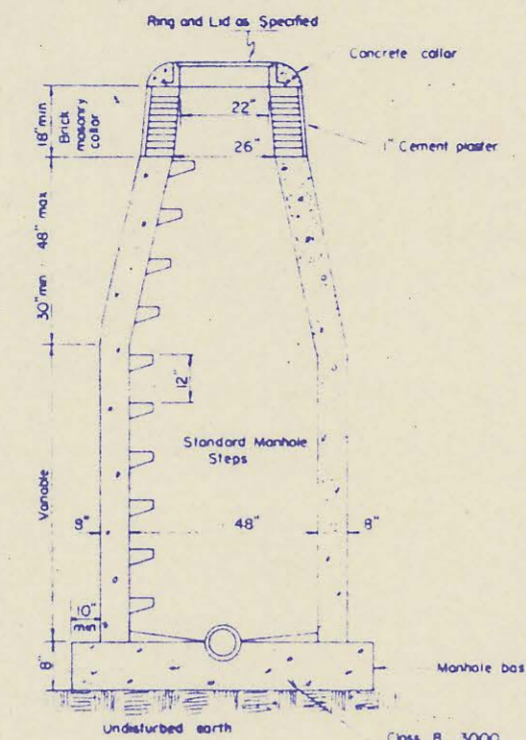 Ring and Lid as Specified
Concrete collar
18" min
Brick
masonry
collar
22"
26"
1" Cement plaster
30" min 48" max
12"
Standard Manhole
Steps
Variable
8"
48"
8"
10"
min
8"
Manhole bas
Undisturbed earth
Class B 3000